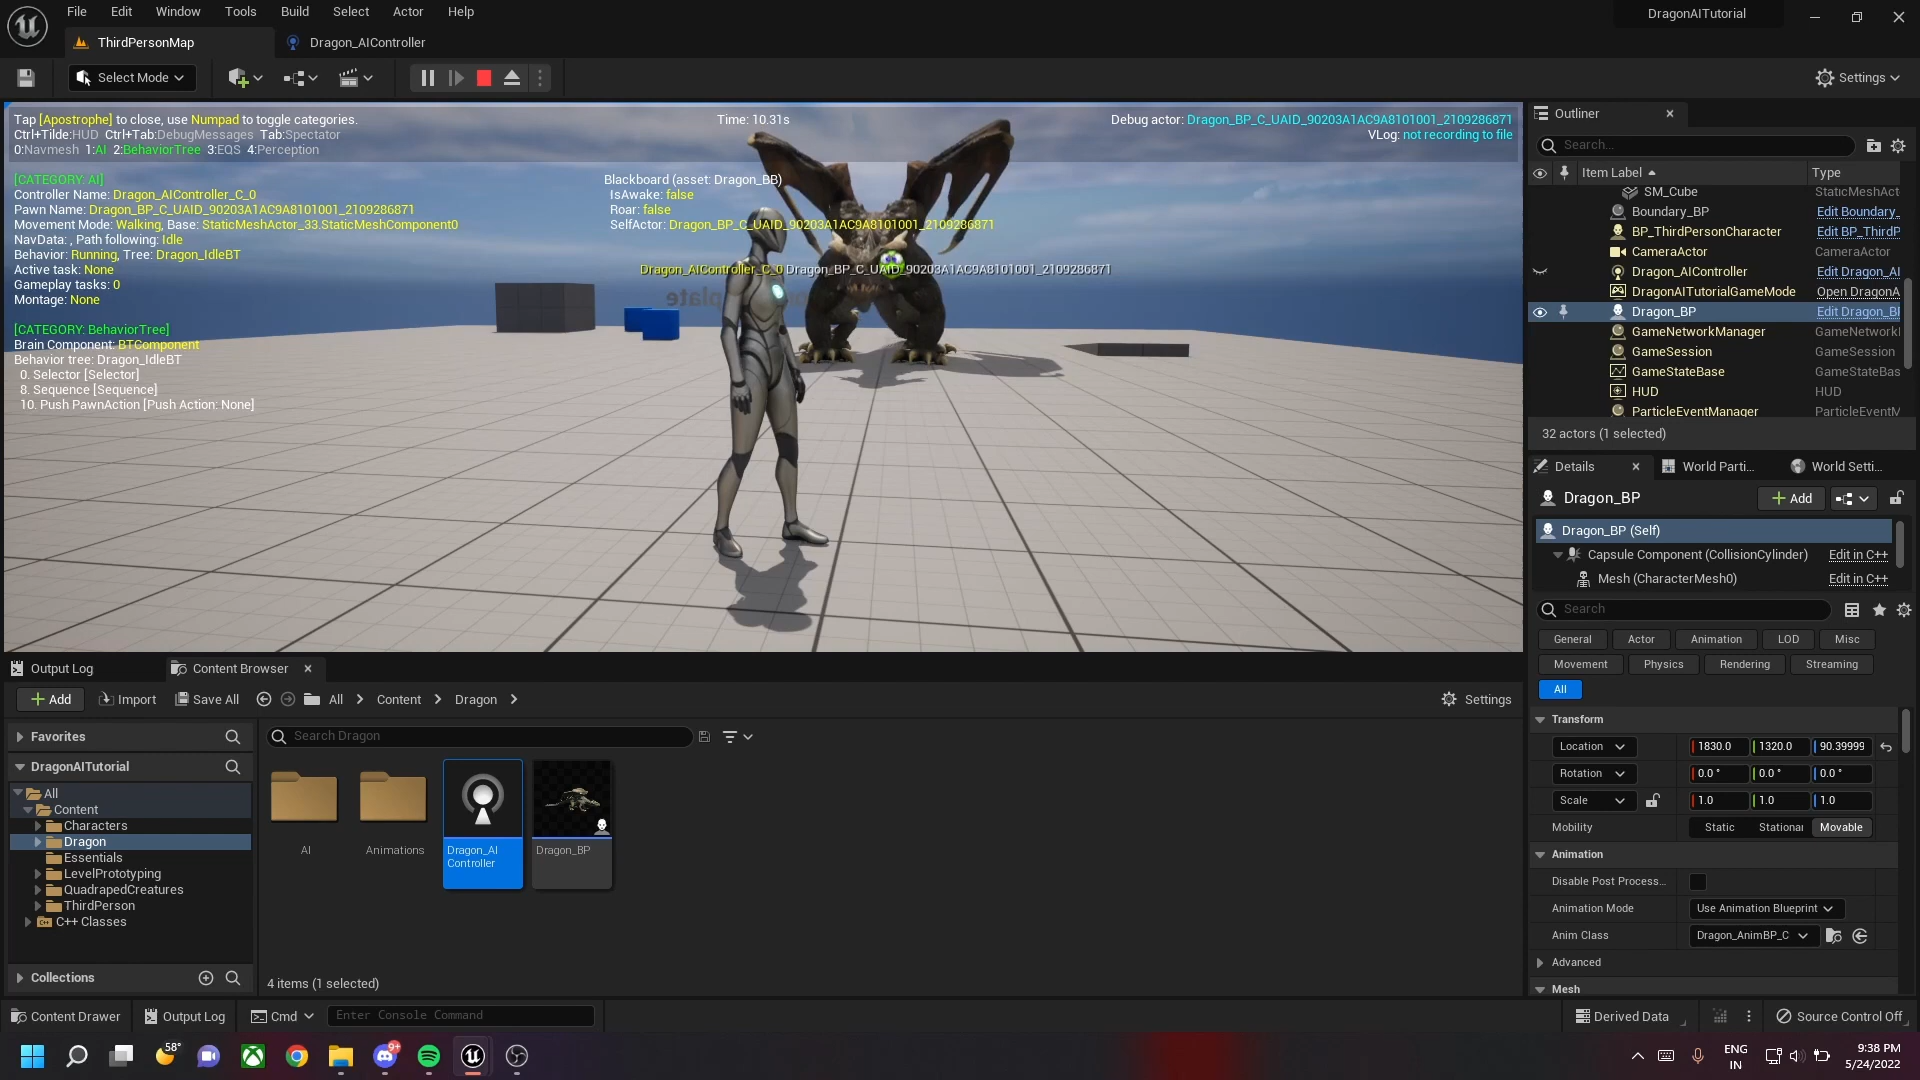 File Edit Window Tools Build Select Actor Help
DragonAITutorial
ThirdPersonMap
Dragon_AIController
Select Mode
Settings
Tap [Apostrophe] to close, use Numpad to toggle categories.
Ctrl+Tilde:HUD Ctrl+Tab:DebugMessages Tab:Spectator
0:Navmesh 1:AI 2:BehaviorTree 3:EQS 4:Perception
Time: 10.31s
Debug actor: Dragon_BP_C_UAID_90203A1AC9A8101001_2109286871
VLog: not recording to file
[CATEGORY: AI]
Controller Name: Dragon_AIController_C_0
Pawn Name: Dragon_BP_C_UAID_90203A1AC9A8101001_2109286871
Movement Mode: Walking, Base: StaticMeshActor_33.StaticMeshComponent0
NavData: , Path following: Idle
Behavior: Running, Tree: Dragon_IdleBT
Active task: None
Gameplay tasks: 0
Montage: None
[CATEGORY: BehaviorTree]
Brain Component: BTComponent
Behavior tree: Dragon_IdleBT
0. Selector [Selector]
8. Sequence [Sequence]
10. Push PawnAction [Push Action: None]
Blackboard (asset: Dragon_BB)
IsAwake: false
Roar: false
SelfActor: Dragon_BP_C_UAID_90203A1AC9A8101001_2109286871
Dragon_AIController_C_0 Dragon_BP_C_UAID_90203A1AC9A8101001_2109286871
Outliner
Search...
Item Label
Type
SM_Cube StaticMeshAct
Boundary_BP Edit Boundary_
BP_ThirdPersonCharacter Edit BP_ThirdP
CameraActor CameraActor
Dragon_AIController Edit Dragon_AI
DragonAITutorialGameMode Open DragonA
Dragon_BP Edit Dragon_BP
GameNetworkManager GameNetworkI
GameSession GameSession
GameStateBase GameStateBas
HUD HUD
ParticleEventManager ParticleEventM
32 actors (1 selected)
Details
World Parti...
World Setti...
Dragon_BP
Add
Dragon_BP (Self)
Capsule Component (CollisionCylinder) Edit in C++
Mesh (CharacterMesh0) Edit in C++
Search
General Actor Animation LOD Misc
Movement Physics Rendering Streaming
All
Transform
Location 1830.0 1320.0 90.39999
Rotation 0.0 ° 0.0 ° 0.0 °
Scale 1.0 1.0 1.0
Mobility Static Stationar Movable
Animation
Disable Post Process...
Animation Mode Use Animation Blueprint
Anim Class Dragon_AnimBP_C
Advanced
Mesh
Output Log
Content Browser
Add Import Save All All Content Dragon
Settings
Favorites
DragonAITutorial
All
Content
Characters
Dragon
Essentials
LevelPrototyping
QuadrapedCreatures
ThirdPerson
C++ Classes
Collections
Search Dragon
AI
Animations
Dragon_AI
Controller
Dragon_BP
4 items (1 selected)
Content Drawer
Output Log
Cmd
Enter Console Command
Derived Data
Source Control Off
58°
9+
ENG
IN
9:38 PM
5/24/2022